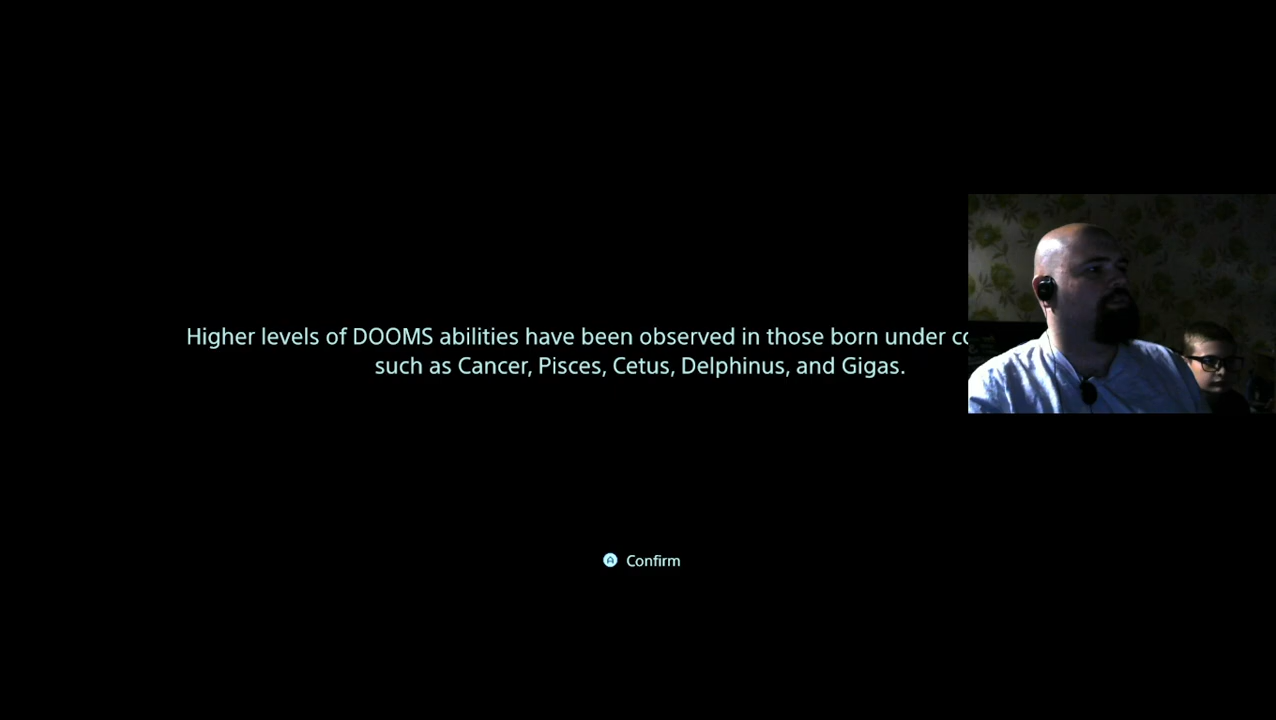 Higher levels of DOOMS abilities have been observed in those born under
such as Cancer, Pisces, Cetus, Delphinus, and Gigas.
A Confirm